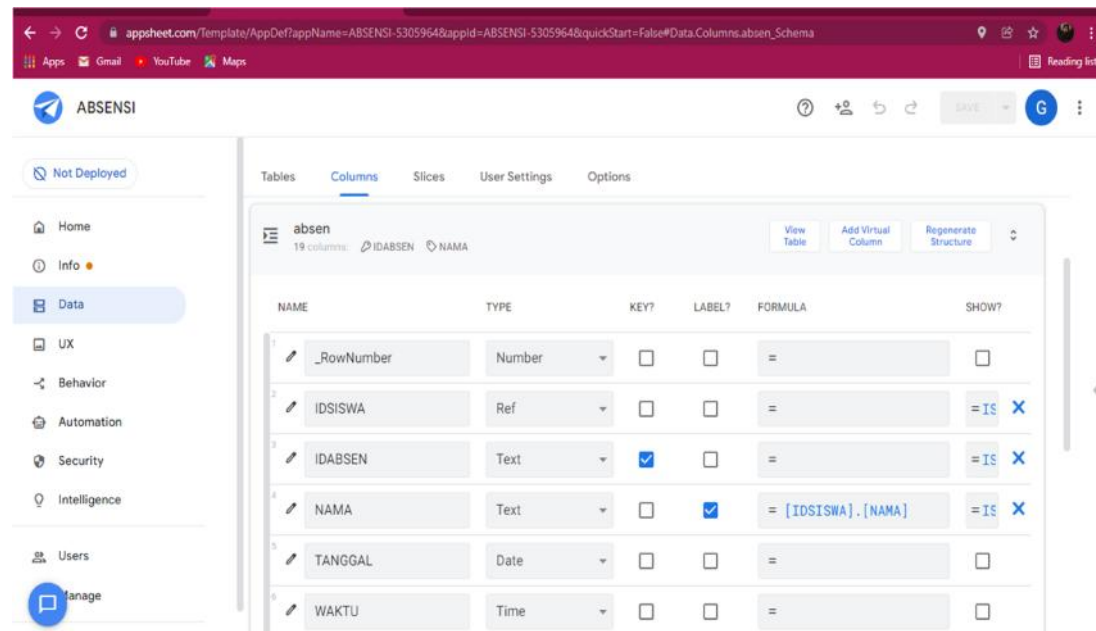 appsheet.com/Template/AppDef?appName=ABSENSI-5305964&appId=ABSENSI-5305964&quickStart=False#Data.Columns.absen_Schema
Apps Gmail YouTube Maps Reading list
ABSENSI SAVE G
Not Deployed
Home
Info
Data
UX
Behavior
Automation
Security
Intelligence
Users
Manage
Tables Columns Slices User Settings Options
absen
19 columns: IDABSEN NAMA
View Table
Add Virtual Column
Regenerate Structure
NAME TYPE KEY? LABEL? FORMULA SHOW?
1 _RowNumber Number =
2 IDSISWA Ref = = IS
3 IDABSEN Text = = IS
4 NAMA Text = [IDSISWA].[NAMA] = IS
5 TANGGAL Date =
6 WAKTU Time =